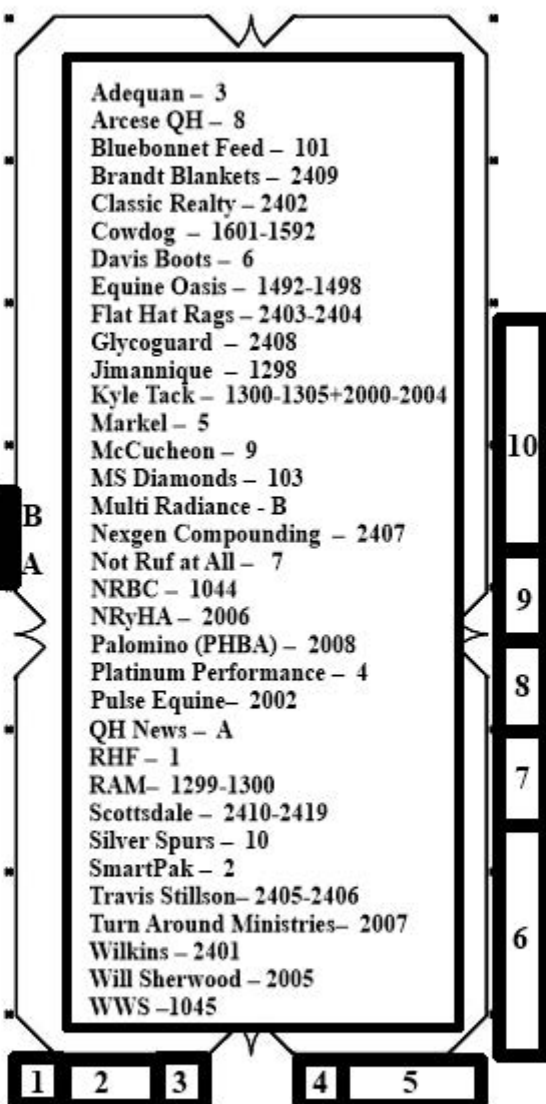 Adequan – 3
Arcese QH – 8
Bluebonnet Feed – 101
Brandt Blankets – 2409
Classic Realty – 2402
Cowdog – 1601-1592
Davis Boots – 6
Equine Oasis – 1492-1498
Flat Hat Rags – 2403-2404
Glycoguard – 2408
Jimannique – 1298
Kyle Tack – 1300-1305+2000-2004
Markel – 5
McCucheon – 9
MS Diamonds – 103
Multi Radiance - B
Nexgen Compounding – 2407
Not Ruf at All – 7
NRBC – 1044
NRyHA – 2006
Palomino (PHBA) – 2008
Platinum Performance – 4
Pulse Equine– 2002
QH News – A
RHF – 1
RAM– 1299-1300
Scottsdale – 2410-2419
Silver Spurs – 10
SmartPak – 2
Travis Stillson– 2405-2406
Turn Around Ministries– 2007
Wilkins – 2401
Will Sherwood – 2005
WWS –1045
B
A
10
9
8
7
6
1 2 3 4 5